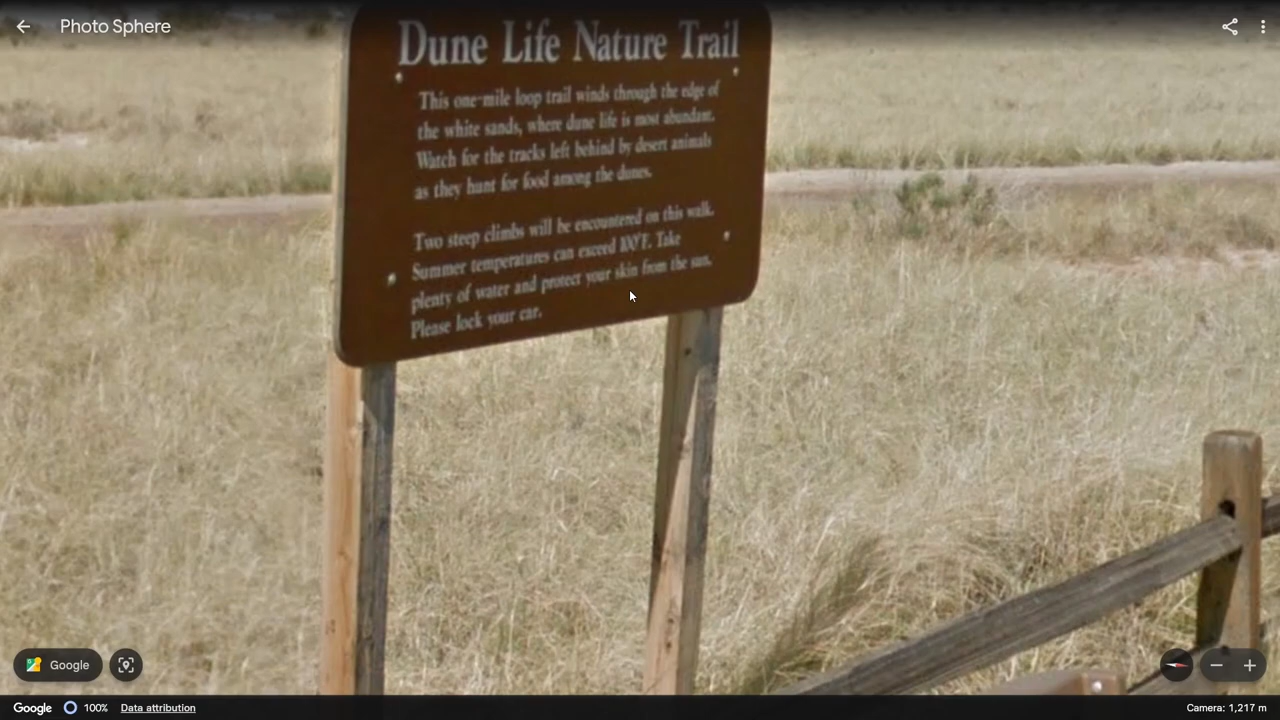 Photo Sphere
Dune Life Nature Trail
This one-mile loop trail winds through the edge of
the white sands, where dune life is most abundant.
Watch for the tracks left behind by desert animals
as they hunt for food among the dunes.
Two steep climbs will be encountered on this walk.
Summer temperatures can exceed 100°F. Take
plenty of water and protect your skin from the sun.
Please lock your car.
Google
Google
100%
Data attribution
Camera: 1,217 m